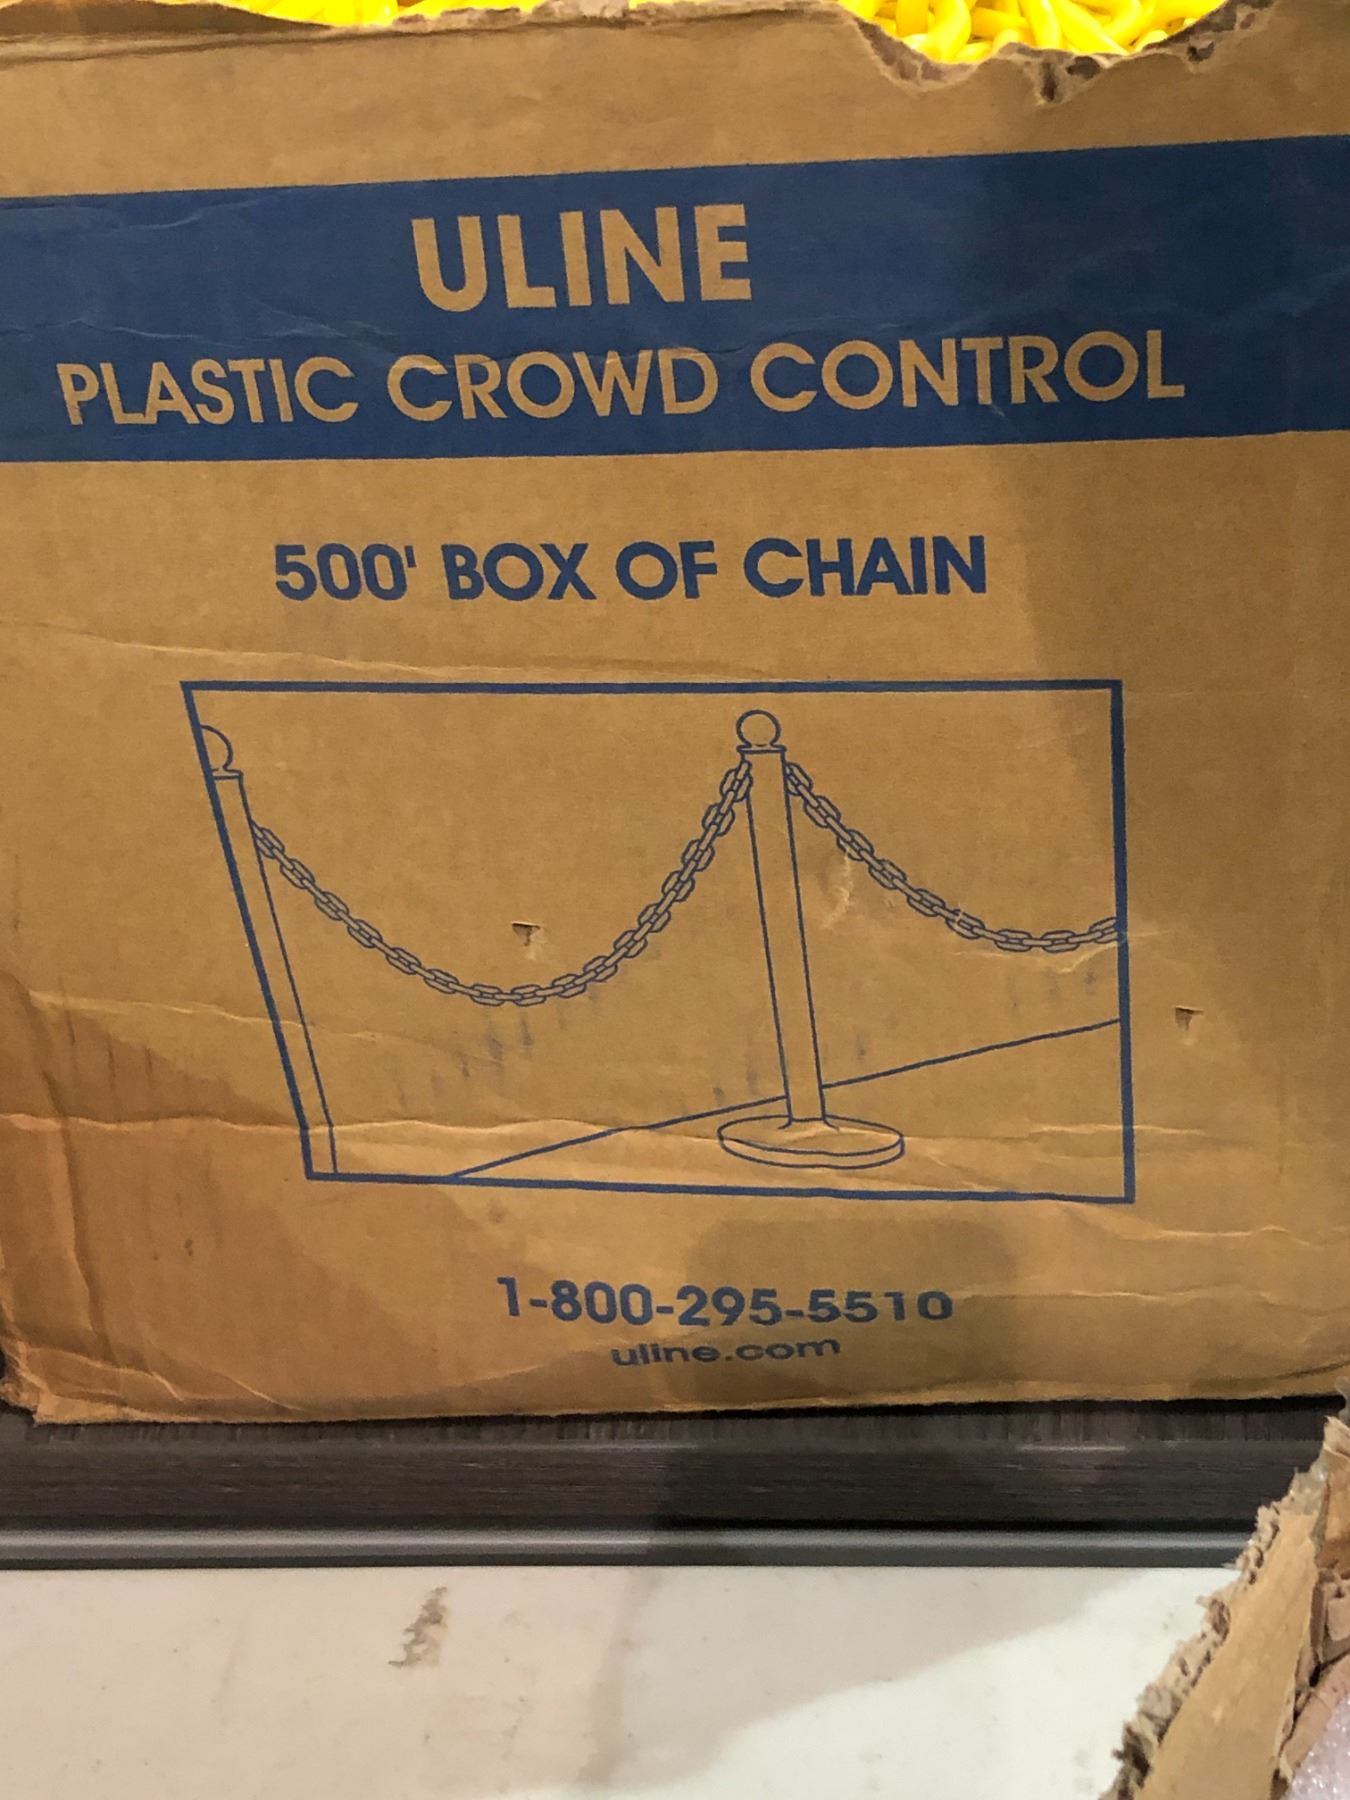 ULINE
PLASTIC CROWD CONTROL
500' BOX OF CHAIN
1-800-295-5510
uline.com